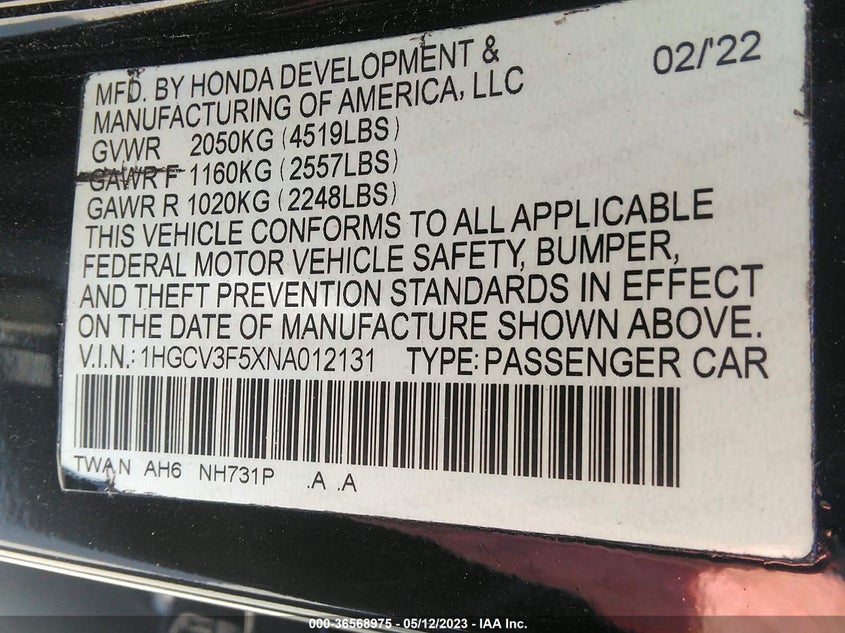 MFD. BY HONDA DEVELOPMENT & 02/'22
MANUFACTURING OF AMERICA, LLC
GVWR 2050KG (4519LBS)
GAWR F 1160KG (2557LBS)
GAWR R 1020KG (2248LBS)
THIS VEHICLE CONFORMS TO ALL APPLICABLE
FEDERAL MOTOR VEHICLE SAFETY, BUMPER,
AND THEFT PREVENTION STANDARDS IN EFFECT
ON THE DATE OF MANUFACTURE SHOWN ABOVE.
V.I.N.: 1HGCV3F5XNA012131 TYPE: PASSENGER CAR
TWAN AH6 NH731P .A .A
000-36568975 - 05/12/2023 - IAA Inc.